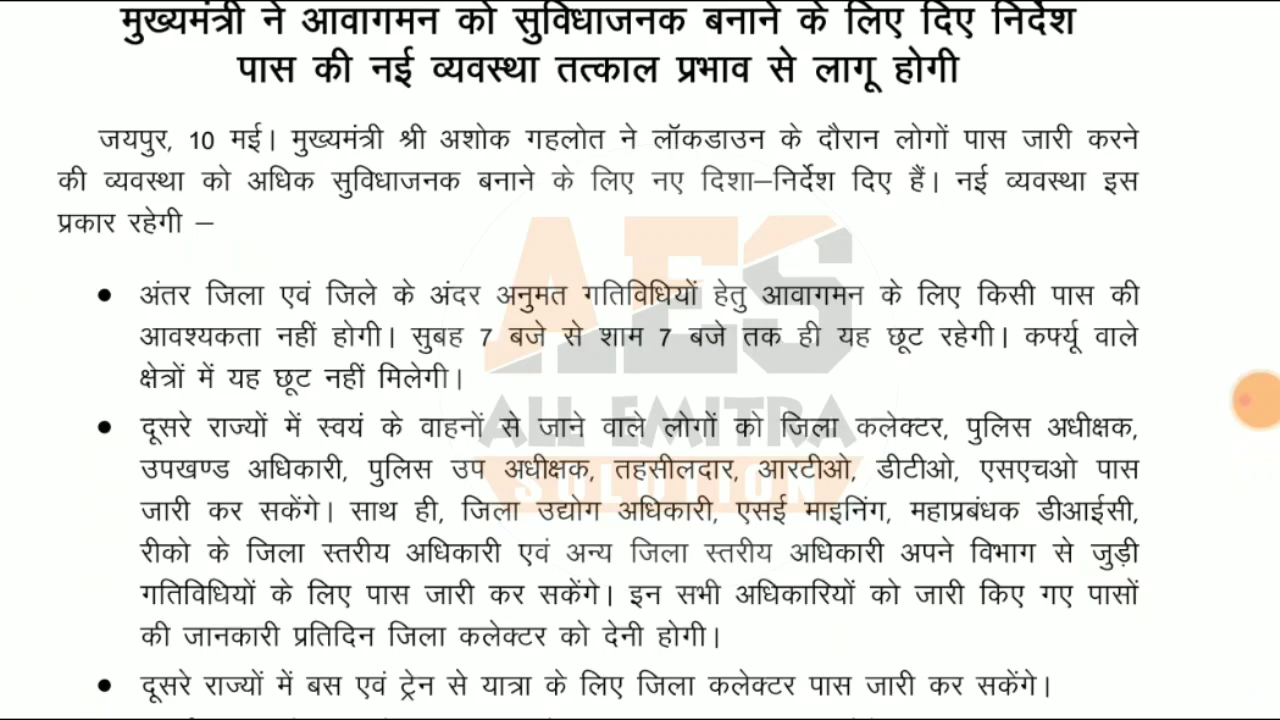 मुख्यमंत्री ने आवागमन को सुविधाजनक बनाने के लिए दिए निर्देश
पास की नई व्यवस्था तत्काल प्रभाव से लागू होगी
जयपुर, 10 मई। मुख्यमंत्री श्री अशोक गहलोत ने लॉकडाउन के दौरान लोगों पास जारी करने
की व्यवस्था को अधिक सुविधाजनक बनाने के लिए नए दिशा–निर्देश दिए हैं। नई व्यवस्था इस
प्रकार रहेगी –
• अंतर जिला एवं जिले के अंदर अनुमत गतिविधियों हेतु आवागमन के लिए किसी पास की
आवश्यकता नहीं होगी। सुबह 7 बजे से शाम 7 बजे तक ही यह छूट रहेगी। कर्फ्यू वाले
क्षेत्रों में यह छूट नहीं मिलेगी।
• दूसरे राज्यों में स्वयं के वाहनों से जाने वाले लोगों को जिला कलेक्टर, पुलिस अधीक्षक,
उपखण्ड अधिकारी, पुलिस उप अधीक्षक, तहसीलदार, आरटीओ, डीटीओ, एसएचओ पास
जारी कर सकेंगे। साथ ही, जिला उद्योग अधिकारी, एसई माइनिंग, महाप्रबंधक डीआईसी,
रीको के जिला स्तरीय अधिकारी एवं अन्य जिला स्तरीय अधिकारी अपने विभाग से जुड़ी
गतिविधियों के लिए पास जारी कर सकेंगे। इन सभी अधिकारियों को जारी किए गए पासों
की जानकारी प्रतिदिन जिला कलेक्टर को देनी होगी।
• दूसरे राज्यों में बस एवं ट्रेन से यात्रा के लिए जिला कलेक्टर पास जारी कर सकेंगे।
AES
ALL EMITRA
SOLUTION